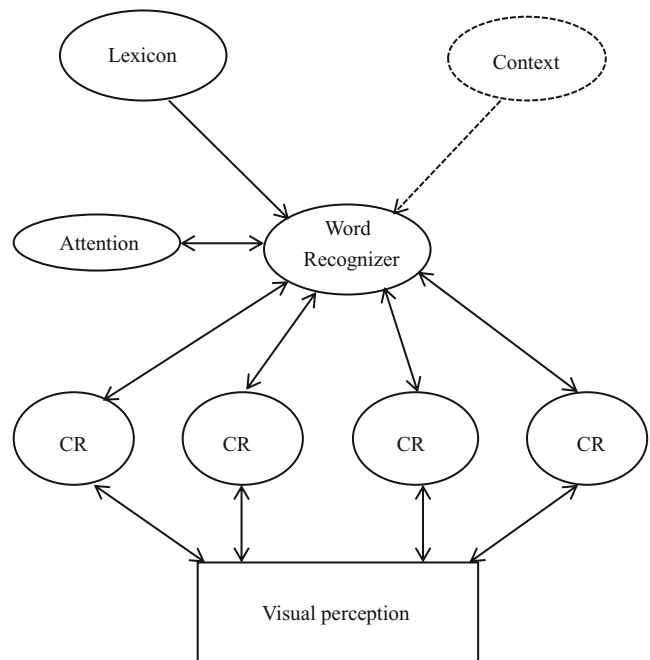 Lexicon
Context
Attention
Word
Recognizer
CR
CR
CR
CR
Visual perception